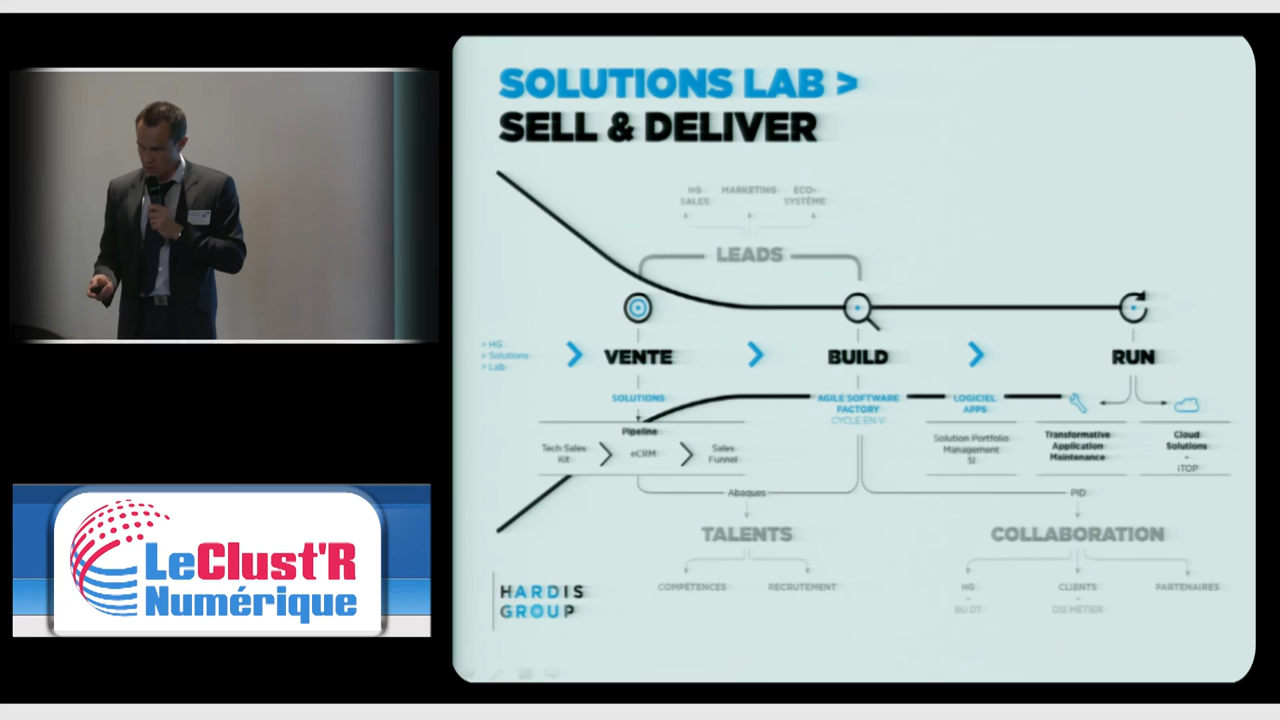 SOLUTIONS LAB >
SELL & DELIVER
HG
SALES
MARKETING
ECO-
SYSTÈME
LEADS
> HG
> Solutions
> Lab
VENTE
BUILD
RUN
SOLUTIONS
AGILE SOFTWARE
FACTORY
CYCLE EN V
LOGICIEL
APPS
Pipeline
Tech Sales
Kit
eCRM
Sales
Funnel
Solution Portfolio
Management
SI
Transformative
Application
Maintenance
Cloud
Solutions
-
iTOP
Abaques
PID
TALENTS
COLLABORATION
COMPÉTENCES
RECRUTEMENT
HG
-
BU DT
CLIENTS
-
DSI MÉTIER
PARTENAIRES
HARDIS
GROUP
LeClust'R
Numérique